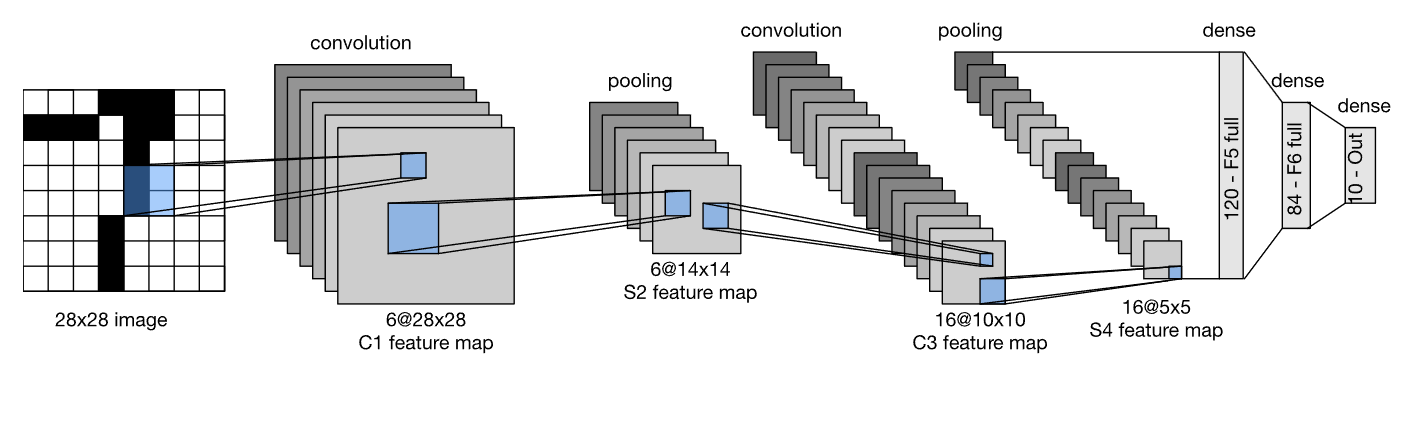 convolution
pooling
convolution
pooling
dense
dense
dense
28x28 image
6@28x28
C1 feature map
6@14x14
S2 feature map
16@10x10
C3 feature map
16@5x5
S4 feature map
120 - F5 full
84 - F6 full
10 - Out